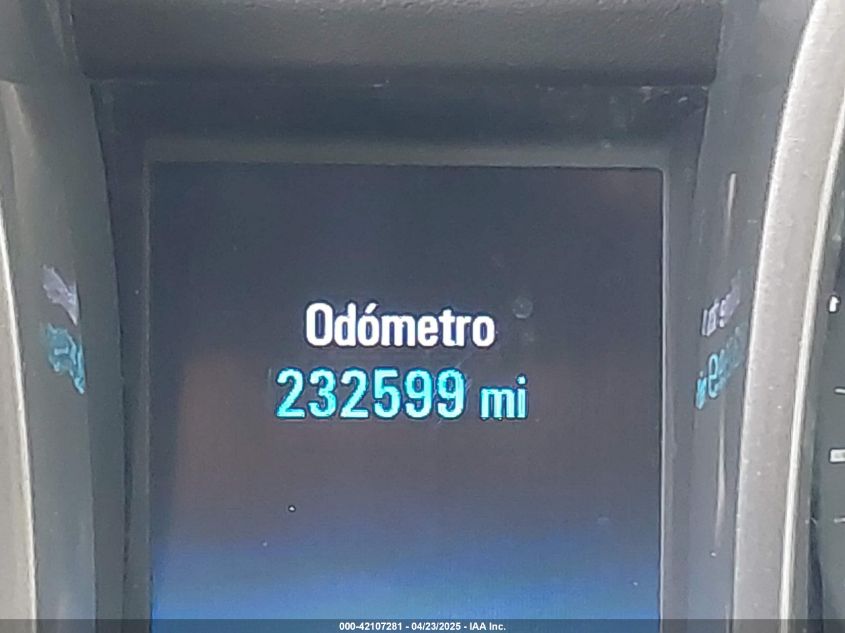 Odómetro
232599 mi
000-42107281 - 04/23/2025 - IAA Inc.